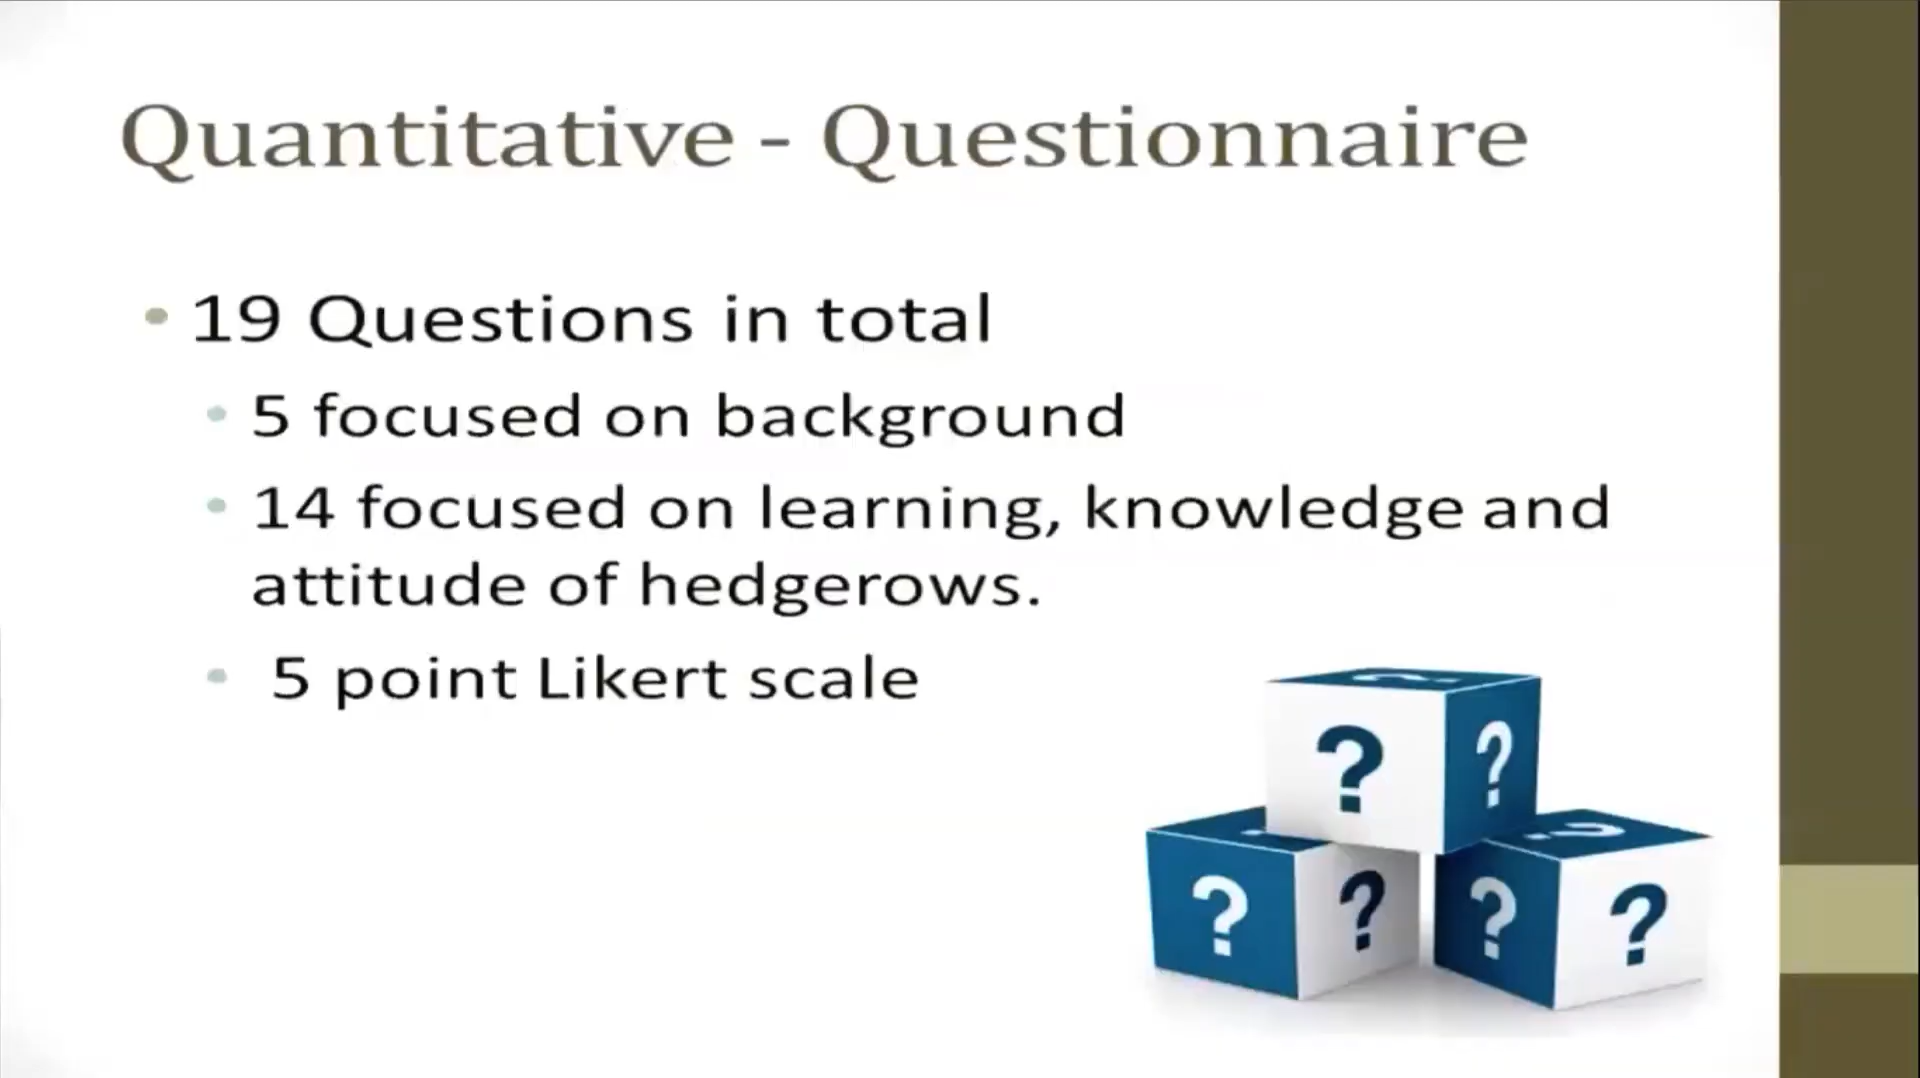 Quantitative - Questionnaire
• 19 Questions in total
• 5 focused on background
• 14 focused on learning, knowledge and
attitude of hedgerows.
• 5 point Likert scale
?
?
?
?
?
?
?
?